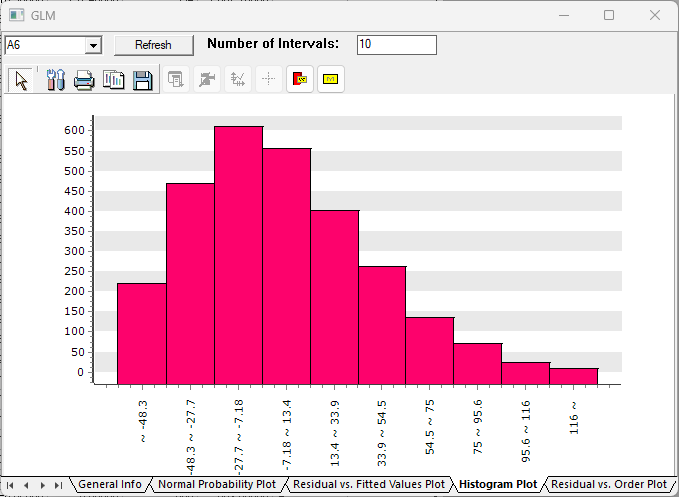 GLM
A6 Refresh Number of Intervals: 10
600
550
500
450
400
350
300
250
200
150
100
50
0
~ -48.3
-48.3 ~ -27.7
-27.7 ~ -7.18
-7.18 ~ 13.4
13.4 ~ 33.9
33.9 ~ 54.5
54.5 ~ 75
75 ~ 95.6
95.6 ~ 116
116 ~
General Info Normal Probability Plot Residual vs. Fitted Values Plot Histogram Plot Residual vs. Order Plot